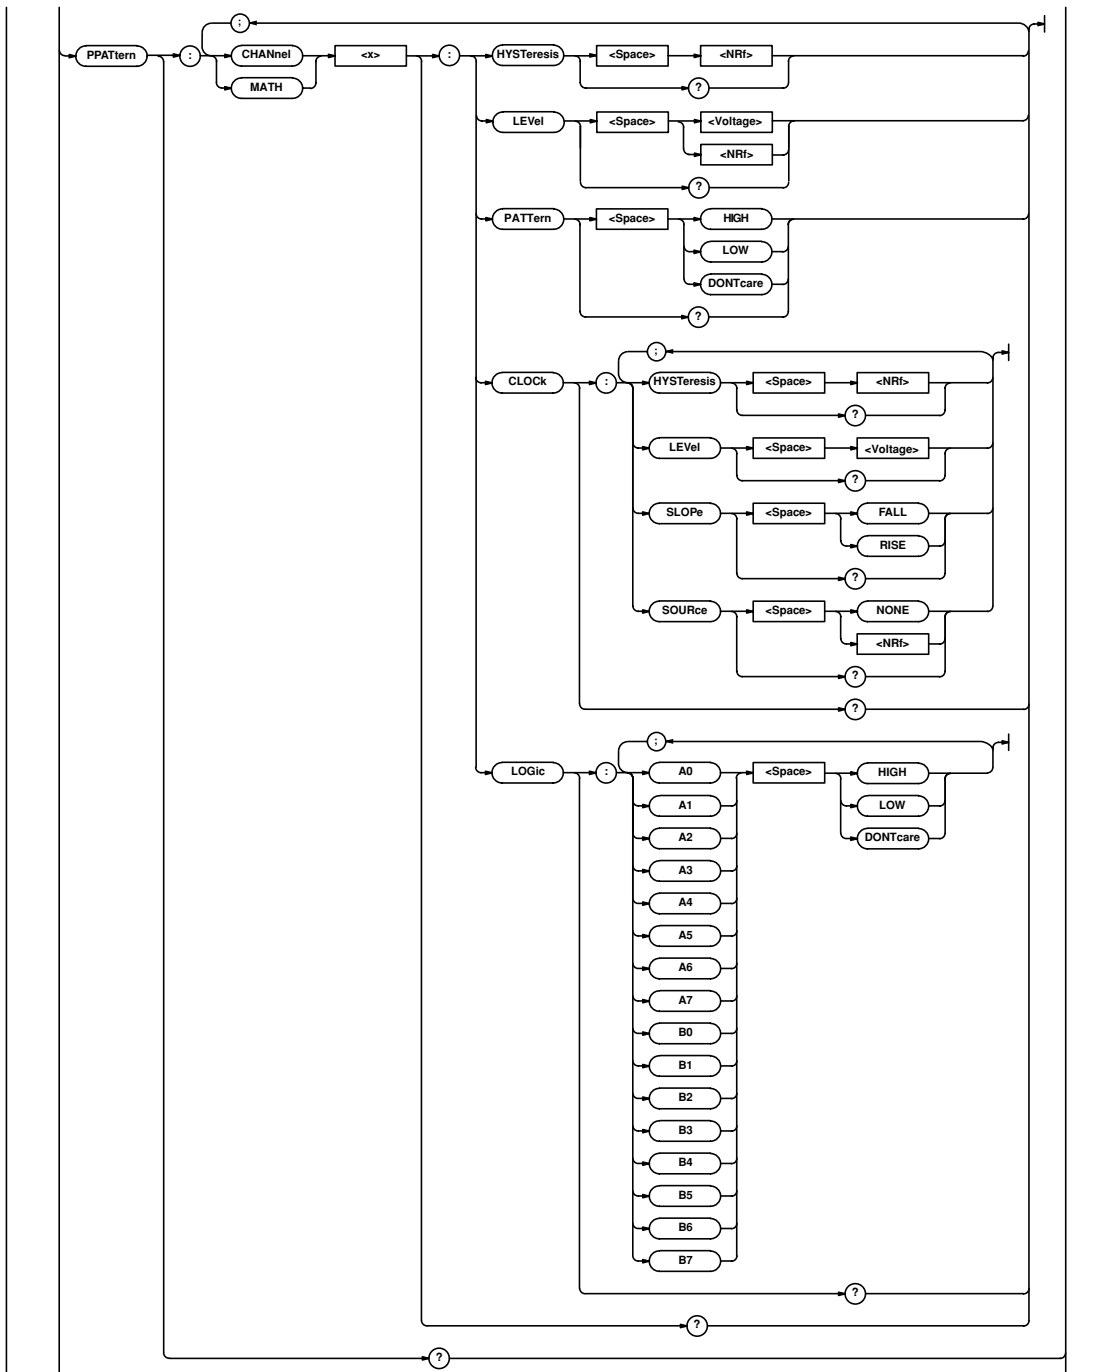 ;
PPATtern : CHANnel <x> : HYSTeresis <Space> <NRf>
MATH ?
LEVel <Space> <Voltage>
<NRf>
?
PATTern <Space> HIGH
LOW
DONTcare
?
;
CLOCk : HYSTeresis <Space> <NRf>
?
LEVel <Space> <Voltage>
?
SLOPe <Space> FALL
RISE
?
SOURce <Space> NONE
<NRf>
?
?
;
LOGic : A0 <Space> HIGH
A1 LOW
A2 DONTcare
A3
A4
A5
A6
A7
B0
B1
B2
B3
B4
B5
B6
B7
?
?
?